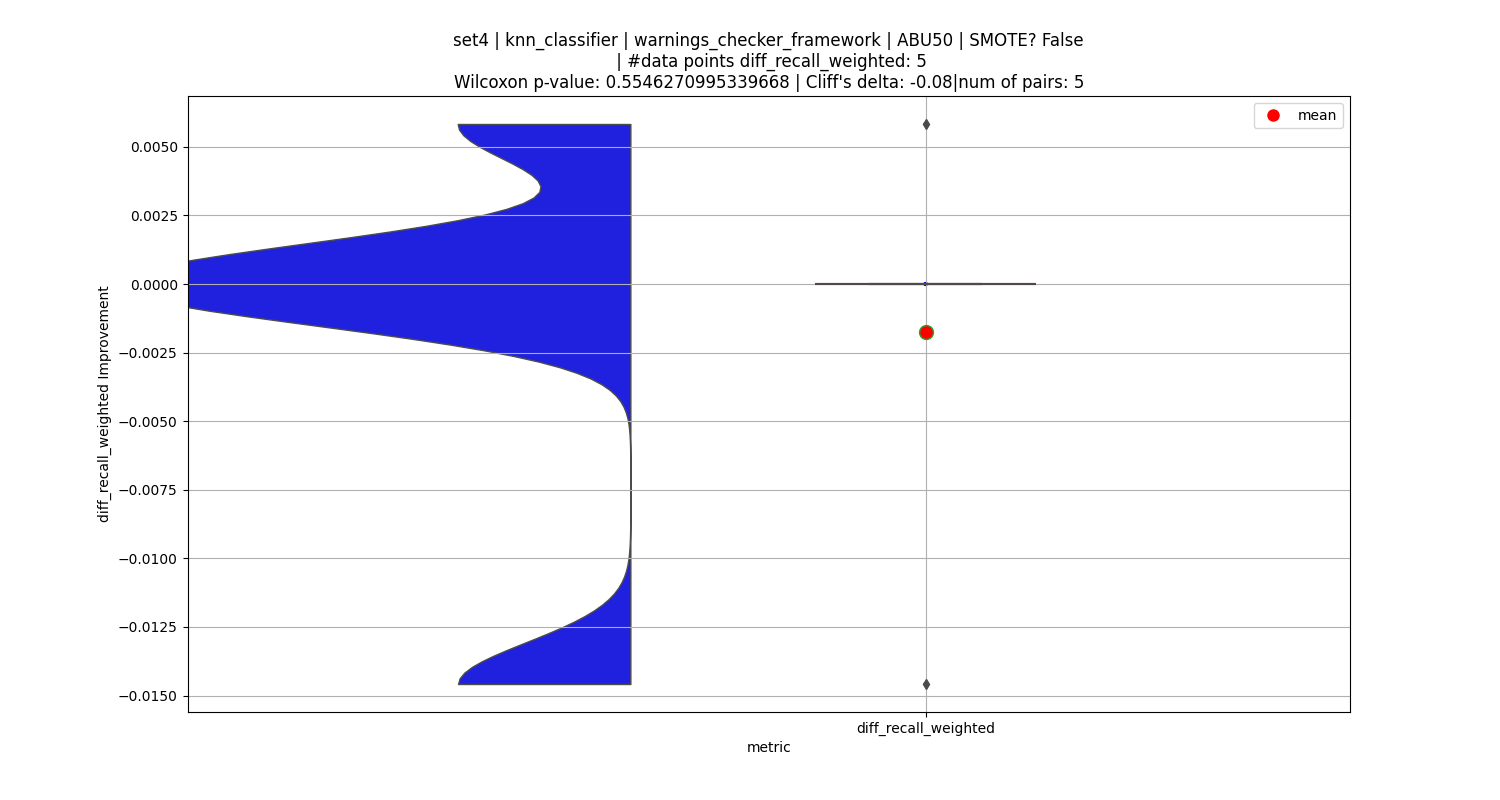 set4 | knn_classifier | warnings_checker_framework | ABU50 | SMOTE? False
| #data points diff_recall_weighted: 5
Wilcoxon p-value: 0.5546270995339668 | Cliff's delta: -0.08|num of pairs: 5
mean
0.0050
0.0025
0.0000
−0.0025
−0.0050
−0.0075
−0.0100
−0.0125
−0.0150
diff_recall_weighted Improvement
diff_recall_weighted
metric